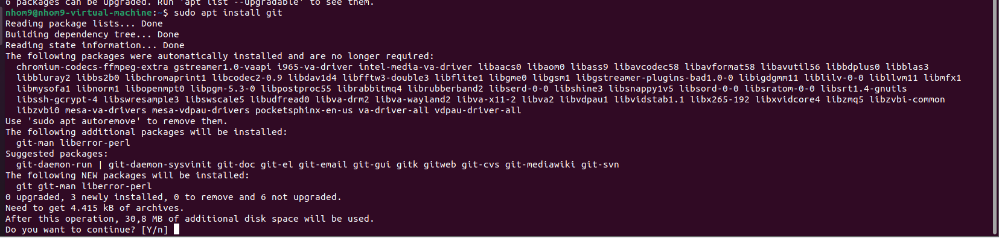 6 packages can be upgraded. Run 'apt list --upgradable' to see them.
nhom9@nhom9-virtual-machine:~$ sudo apt install git
Reading package lists... Done
Building dependency tree... Done
Reading state information... Done
The following packages were automatically installed and are no longer required:
  chromium-codecs-ffmpeg-extra gstreamer1.0-vaapi i965-va-driver intel-media-va-driver libaacs0 libaom0 libass9 libavcodec58 libavformat58 libavutil56 libbdplus0 libblas3
  libbluray2 libbs2b0 libchromaprint1 libcodec2-0.9 libdav1d4 libfftw3-double3 libflite1 libgme0 libgsm1 libgstreamer-plugins-bad1.0-0 libigdgmm11 liblilv-0-0 libllvm11 libmfx1
  libmysofa1 libnorm1 libopenmpt0 libpgm-5.3-0 libpostproc55 librabbitmq4 librubberband2 libserd-0-0 libshine3 libsnappy1v5 libsord-0-0 libsratom-0-0 libsrt1.4-gnutls
  libssh-gcrypt-4 libswresample3 libswscale5 libudfread0 libva-drm2 libva-wayland2 libva-x11-2 libva2 libvdpau1 libvidstab1.1 libx265-192 libxvidcore4 libzmq5 libzvbi-common
  libzvbi0 mesa-va-drivers mesa-vdpau-drivers pocketsphinx-en-us va-driver-all vdpau-driver-all
Use 'sudo apt autoremove' to remove them.
The following additional packages will be installed:
  git-man liberror-perl
Suggested packages:
  git-daemon-run | git-daemon-sysvinit git-doc git-el git-email git-gui gitk gitweb git-cvs git-mediawiki git-svn
The following NEW packages will be installed:
  git git-man liberror-perl
0 upgraded, 3 newly installed, 0 to remove and 6 not upgraded.
Need to get 4.415 kB of archives.
After this operation, 30,8 MB of additional disk space will be used.
Do you want to continue? [Y/n]